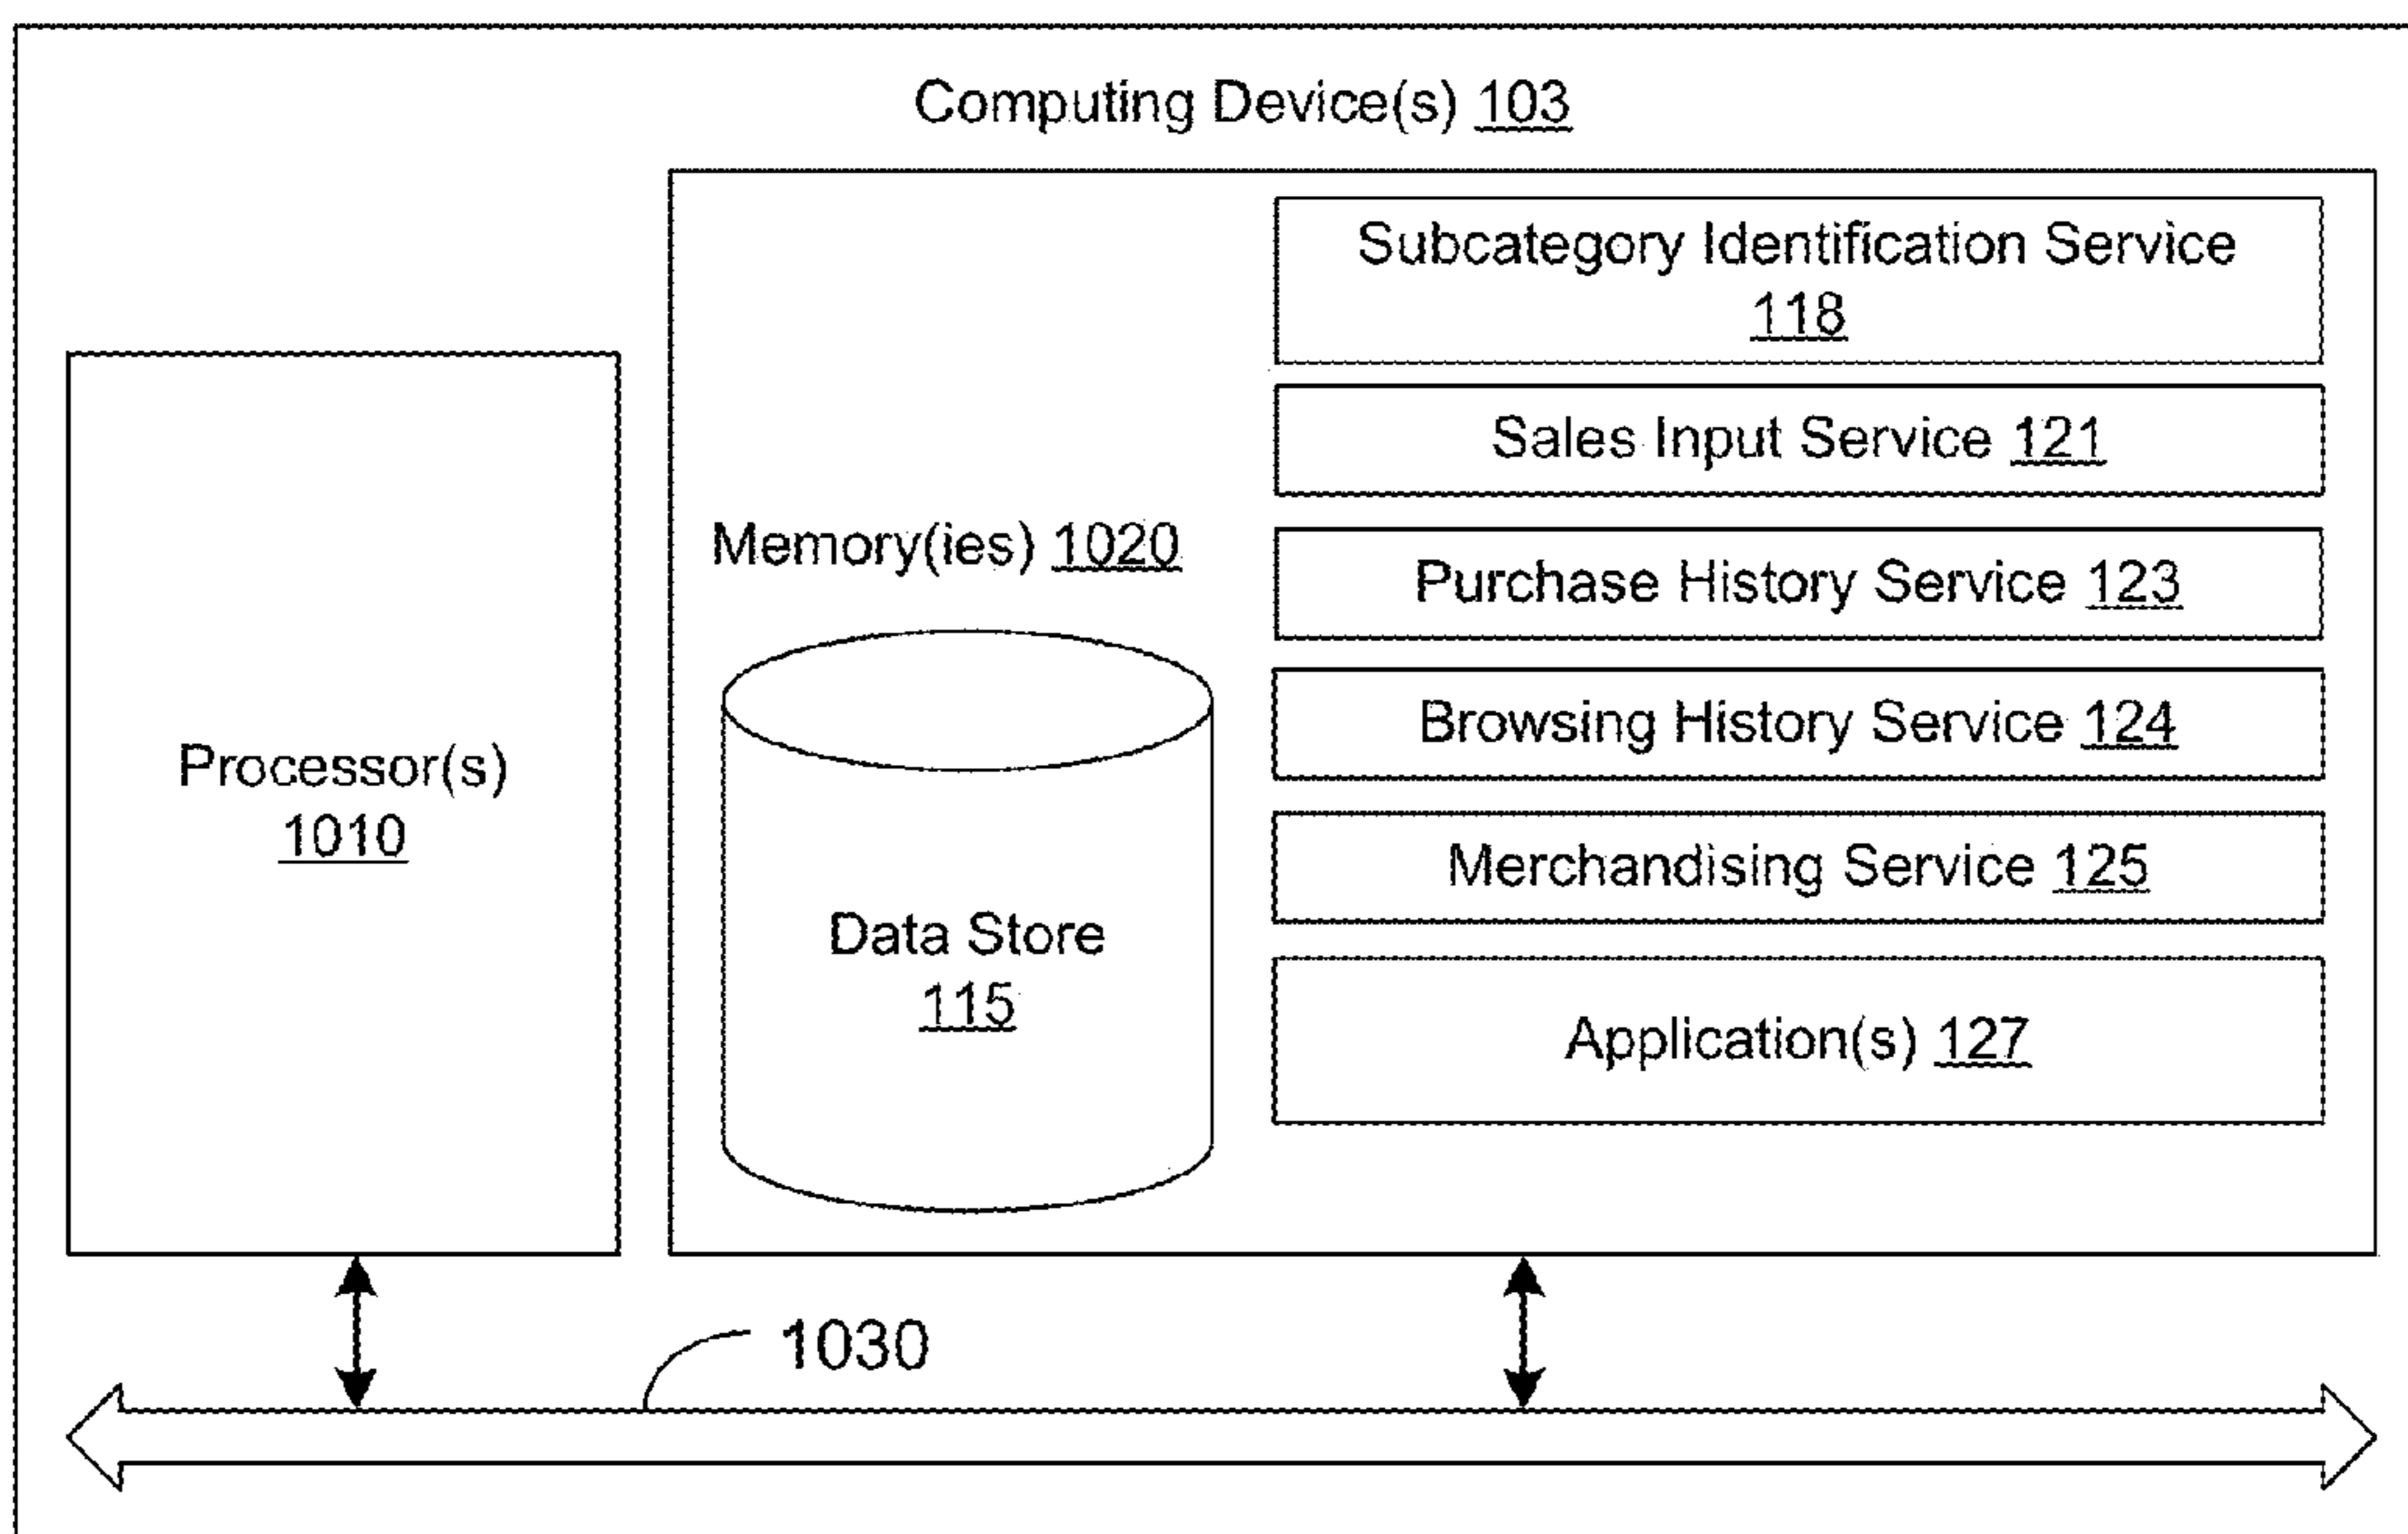 Computing Device(s) 103
Subcategory Identification Service
118
Sales Input Service 121
Memory(ies) 1020
Purchase History Service 123
Browsing History Service 124
Processor(s)
1010
Merchandising Service 125
Data Store
115
Application(s) 127
1030